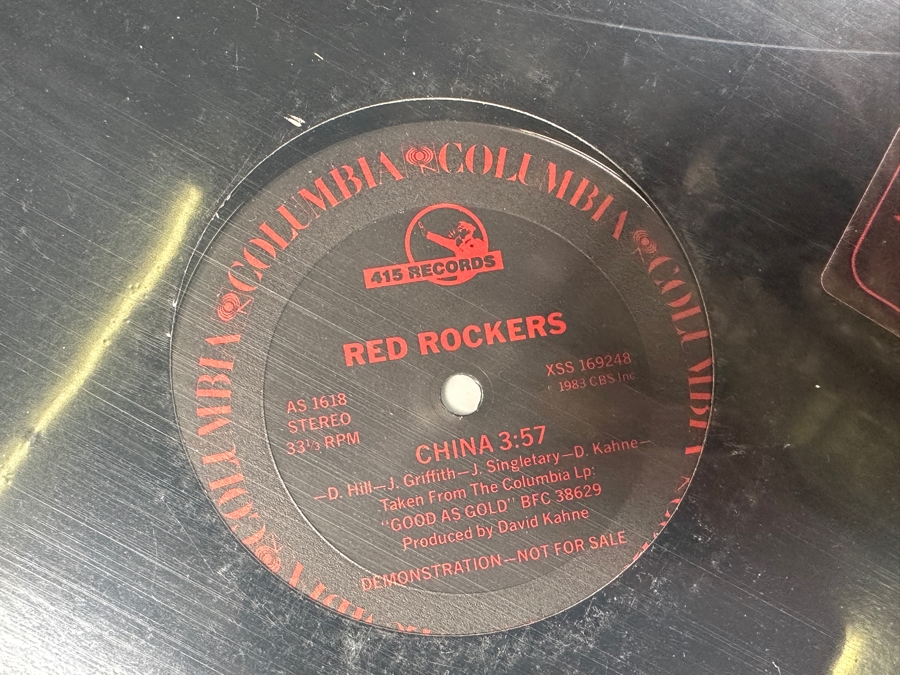 COLUMBIA COLUMBIA COLUMBIA COLUMBIA COLUMBIA
415 RECORDS
RED ROCKERS
XSS 169248
1983 CBS Inc.
AS 1618
STEREO
33⅓ RPM
CHINA 3:57
—D. Hill—J. Griffith—J. Singletary—D. Kahne—
Taken From The Columbia Lp:
"GOOD AS GOLD" BFC 38629
Produced by David Kahne
DEMONSTRATION—NOT FOR SALE